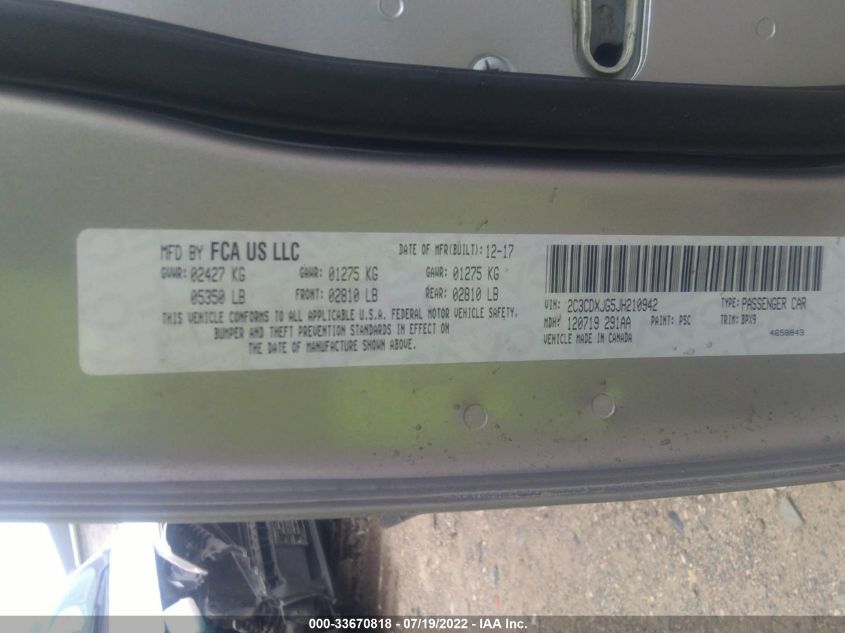 MFD BY FCA US LLC DATE OF MFR(BUILT): 12-17
GVWR: 02427 KG GAWR: 01275 KG GAWR: 01275 KG
05350 LB FRONT: 02810 LB REAR: 02810 LB
THIS VEHICLE CONFORMS TO ALL APPLICABLE U.S.A. FEDERAL MOTOR VEHICLE SAFETY,
BUMPER AND THEFT PREVENTION STANDARDS IN EFFECT ON
THE DATE OF MANUFACTURE SHOWN ABOVE.
VIN: 2C3CDXJG5JH210942 TYPE: PASSENGER CAR
MDH: 120719 291AA PAINT: PSC TRIM: BPX9
VEHICLE MADE IN CANADA 4658843
000-33670818 - 07/19/2022 - IAA Inc.